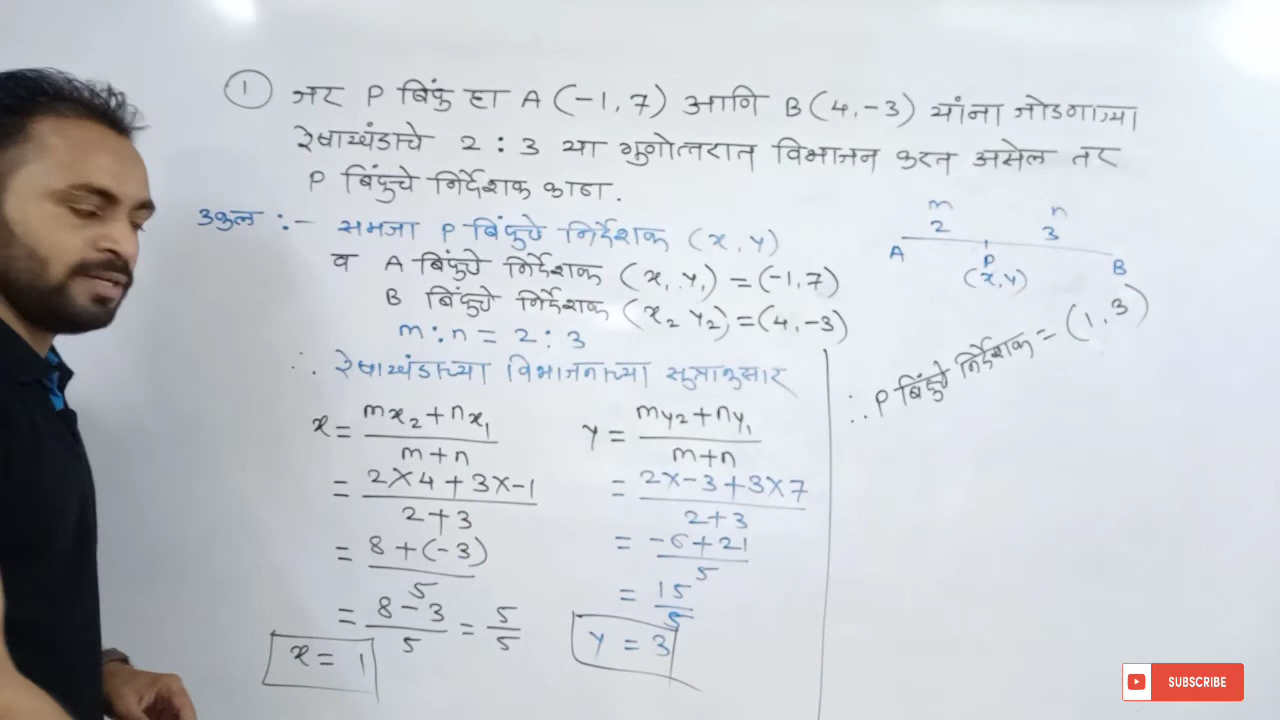 ① जर P बिंदु हा A (-1, 7) आणि B (4, -3) यांना जोडणाऱ्या
रेषाखंडाचे 2 : 3 या गुणोत्तरात विभाजन करत असेल तर
P बिंदुचे निर्देशक काढा.
उकल :- समजा P बिंदुचे निर्देशक (x, y)
व A बिंदुचे निर्देशक (x₁, y₁) = (-1, 7)
B बिंदुचे निर्देशक (x₂ y₂) = (4, -3)
m : n = 2 : 3
∴ रेषाखंडाच्या विभाजनाच्या सुत्रानुसार
x = (mx₂ + nx₁)/(m + n)
= (2 × 4 + 3 × -1)/(2 + 3)
= (8 + (-3))/5
= (8 - 3)/5 = 5/5
x = 1
y = (my₂ + ny₁)/(m + n)
= (2 × -3 + 3 × 7)/(2 + 3)
= (-6 + 21)/5
= 15/5
y = 3
m n
2 3
A P B
(x, y)
∴ P बिंदुचे निर्देशक = (1, 3)
SUBSCRIBE